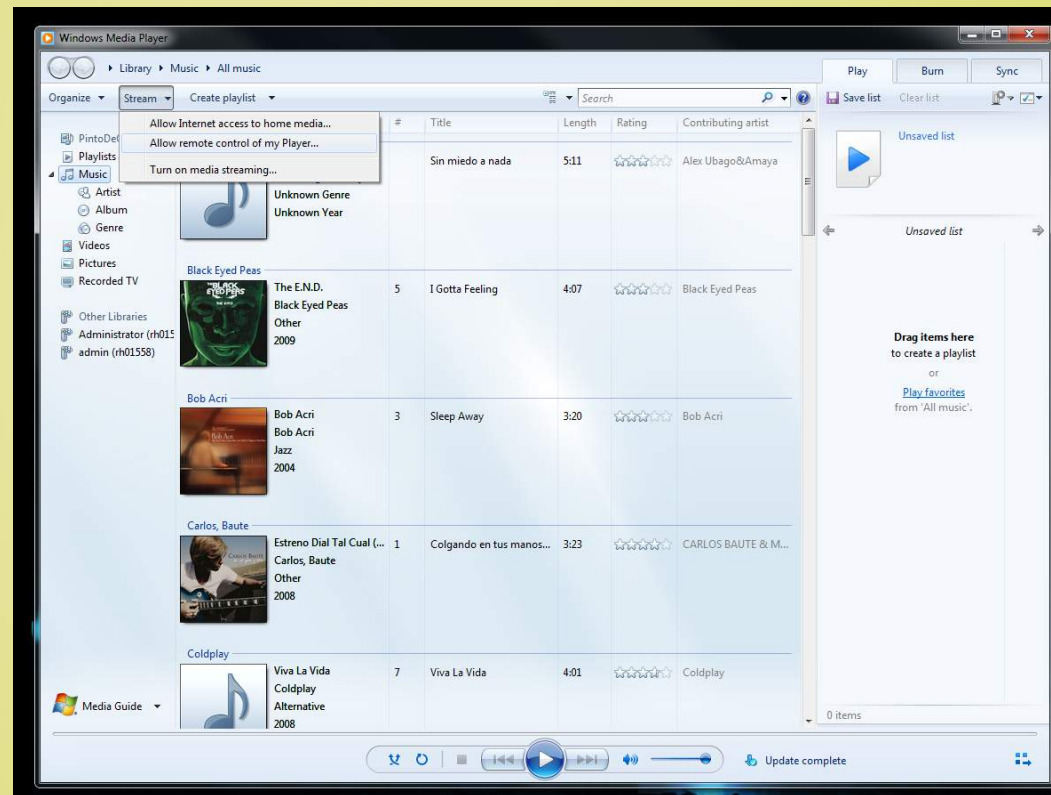 Windows Media Player
Library Music All music
Play Burn Sync
Organize Stream Create playlist Search Save list Clear list
Allow Internet access to home media...
Allow remote control of my Player...
Turn on media streaming...
# Title Length Rating Contributing artist
Playlists
Music
Artist
Album
Genre
Videos
Pictures
Recorded TV
Other Libraries
Administrator (rh015
admin (rh01558)
Media Guide
Sin miedo a nada 5:11 Alex Ubago&Amaya
Unknown Genre
Unknown Year
Black Eyed Peas
The E.N.D. 5 I Gotta Feeling 4:07 Black Eyed Peas
Black Eyed Peas
Other
2009
Bob Acri
Bob Acri 3 Sleep Away 3:20 Bob Acri
Bob Acri
Jazz
2004
Carlos, Baute
Estreno Dial Tal Cual (... 1 Colgando en tus manos... 3:23 CARLOS BAUTE & M...
Carlos, Baute
Other
2008
Coldplay
Viva La Vida 7 Viva La Vida 4:01 Coldplay
Coldplay
Alternative
2008
Unsaved list
Unsaved list
Drag items here
to create a playlist
or
Play favorites
from 'All music'.
0 items
Update complete